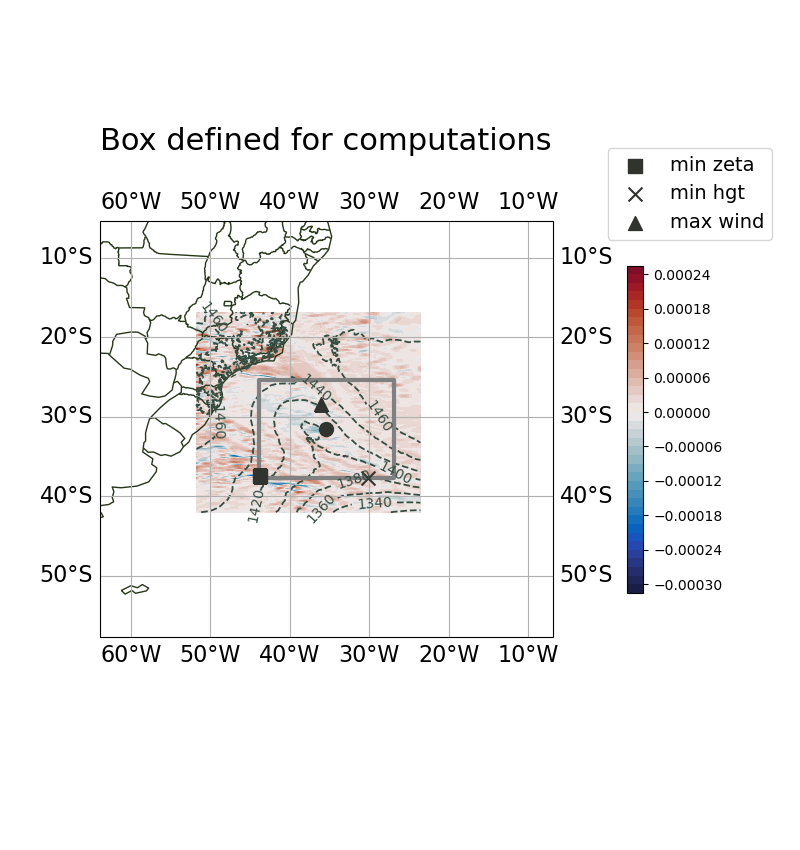 Box defined for computations
min zeta
min hgt
max wind
60°W 50°W 40°W 30°W 20°W 10°W
10°S 10°S
20°S 20°S
30°S 30°S
40°S 40°S
50°S 50°S
60°W 50°W 40°W 30°W 20°W 10°W
0.00024
0.00018
0.00012
0.00006
0.00000
−0.00006
−0.00012
−0.00018
−0.00024
−0.00030
1440
1460
1460
1400
1380
1420
1360
1340